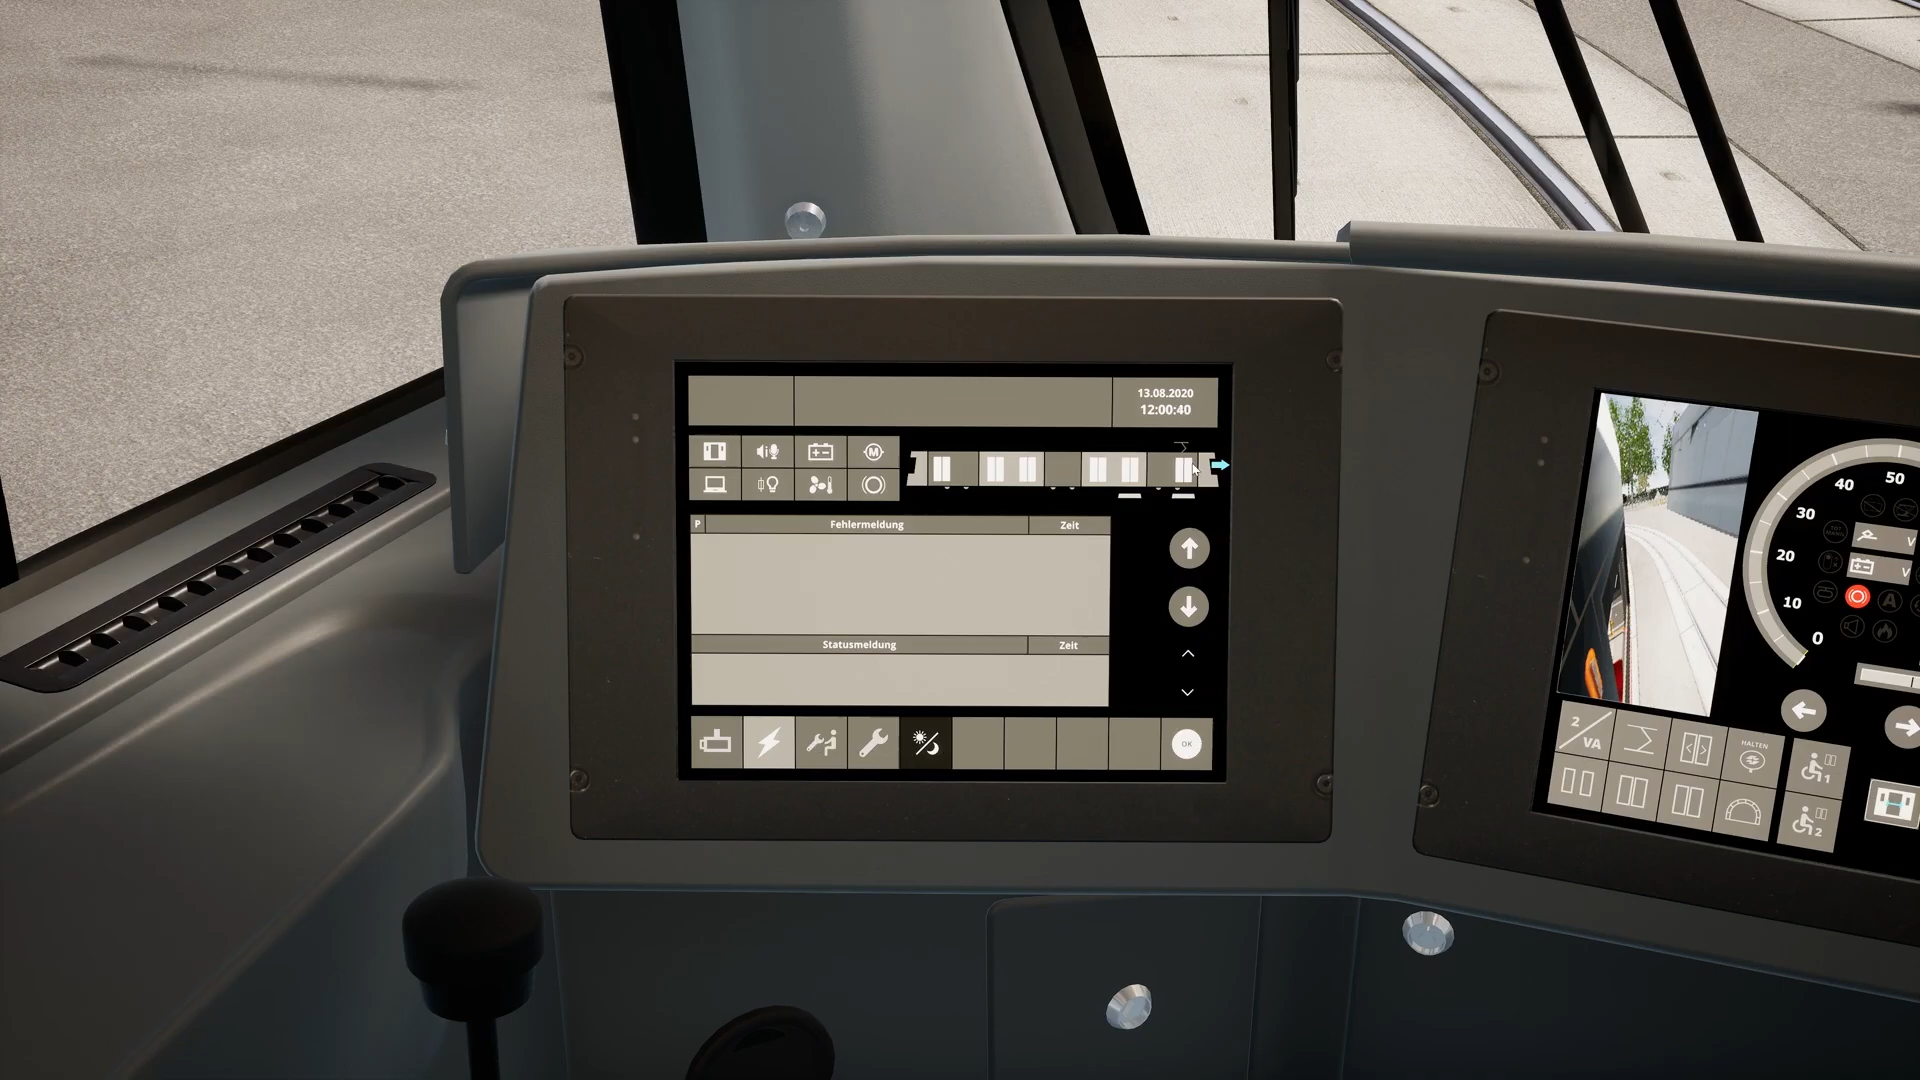 13.08.2020
12:00:40
M
P Fehlermeldung Zeit
Statusmeldung Zeit
OK
50
40
30
20
10
0
V
V
A
2
VA
HALTEN
1
2